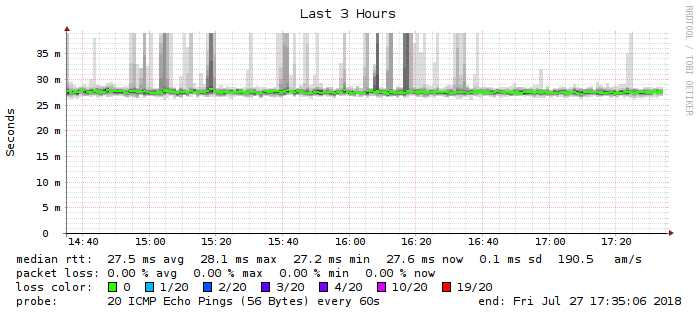 Last 3 Hours
RRDTOOL / TOBI OETIKER
Seconds
35 m
30 m
25 m
20 m
15 m
10 m
5 m
0
14:40 15:00 15:20 15:40 16:00 16:20 16:40 17:00 17:20
median rtt: 27.5 ms avg 28.1 ms max 27.2 ms min 27.6 ms now 0.1 ms sd 190.5 am/s
packet loss: 0.00 % avg 0.00 % max 0.00 % min 0.00 % now
loss color: 0 1/20 2/20 3/20 4/20 10/20 19/20
probe: 20 ICMP Echo Pings (56 Bytes) every 60s end: Fri Jul 27 17:35:06 2018